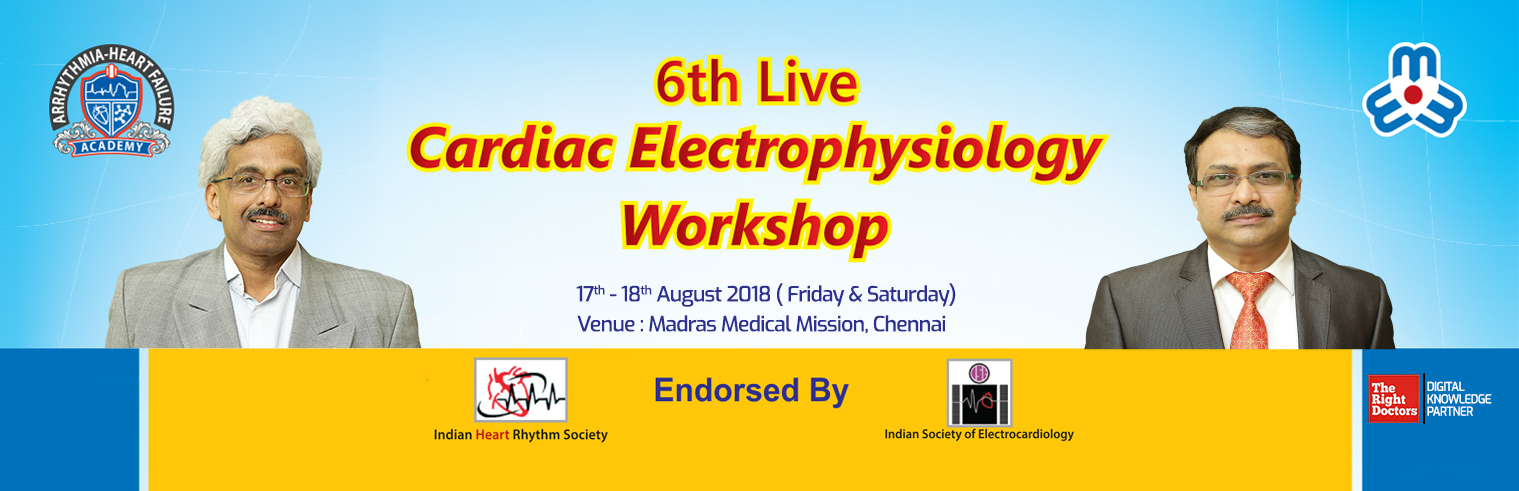 ARRHYTHMIA-HEART FAILURE
ACADEMY
6th Live
Cardiac Electrophysiology
Workshop
17th - 18th August 2018 ( Friday & Saturday)
Venue : Madras Medical Mission, Chennai
Endorsed By
Indian Heart Rhythm Society
Indian Society of Electrocardiology
The
Right
Doctors
DIGITAL
KNOWLEDGE
PARTNER